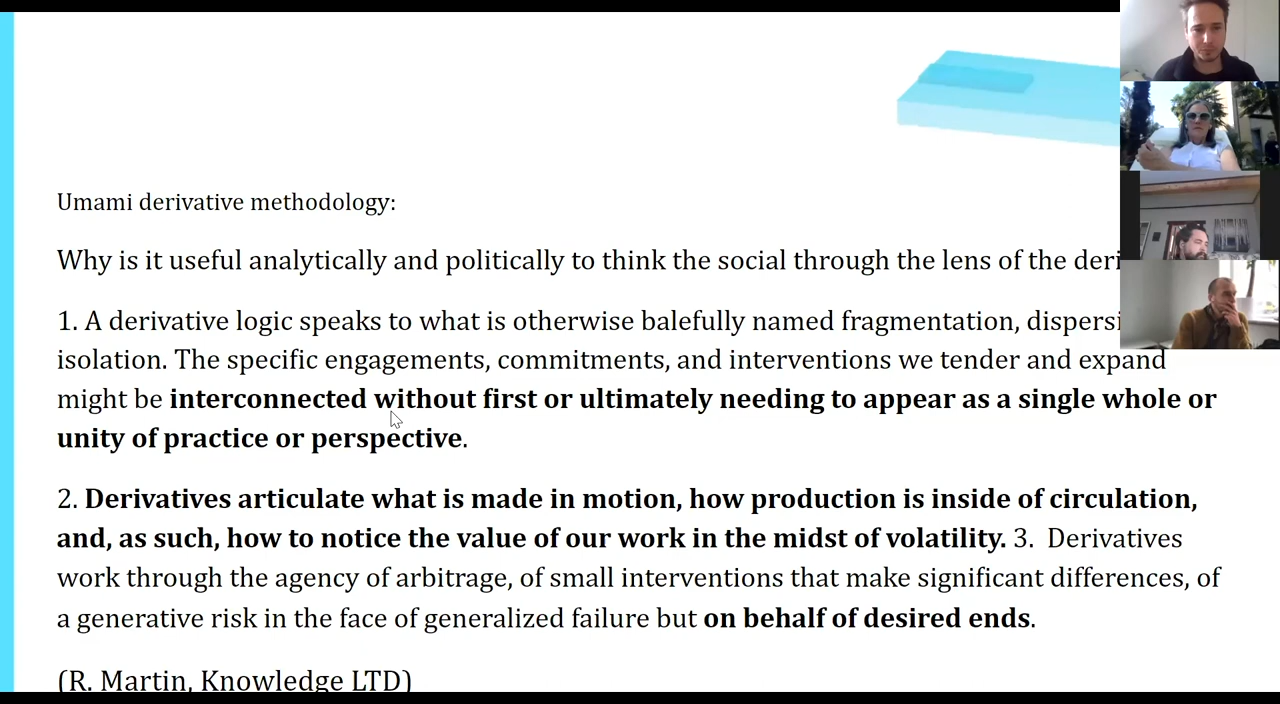 Umami derivative methodology:
Why is it useful analytically and politically to think the social through the lens of the
1. A derivative logic speaks to what is otherwise balefully named fragmentation,
isolation. The specific engagements, commitments, and interventions we tender and expand
might be interconnected without first or ultimately needing to appear as a single whole or
unity of practice or perspective.
2. Derivatives articulate what is made in motion, how production is inside of circulation,
and, as such, how to notice the value of our work in the midst of volatility. 3. Derivatives
work through the agency of arbitrage, of small interventions that make significant differences, of
a generative risk in the face of generalized failure but on behalf of desired ends.
(R. Martin, Knowledge LTD)